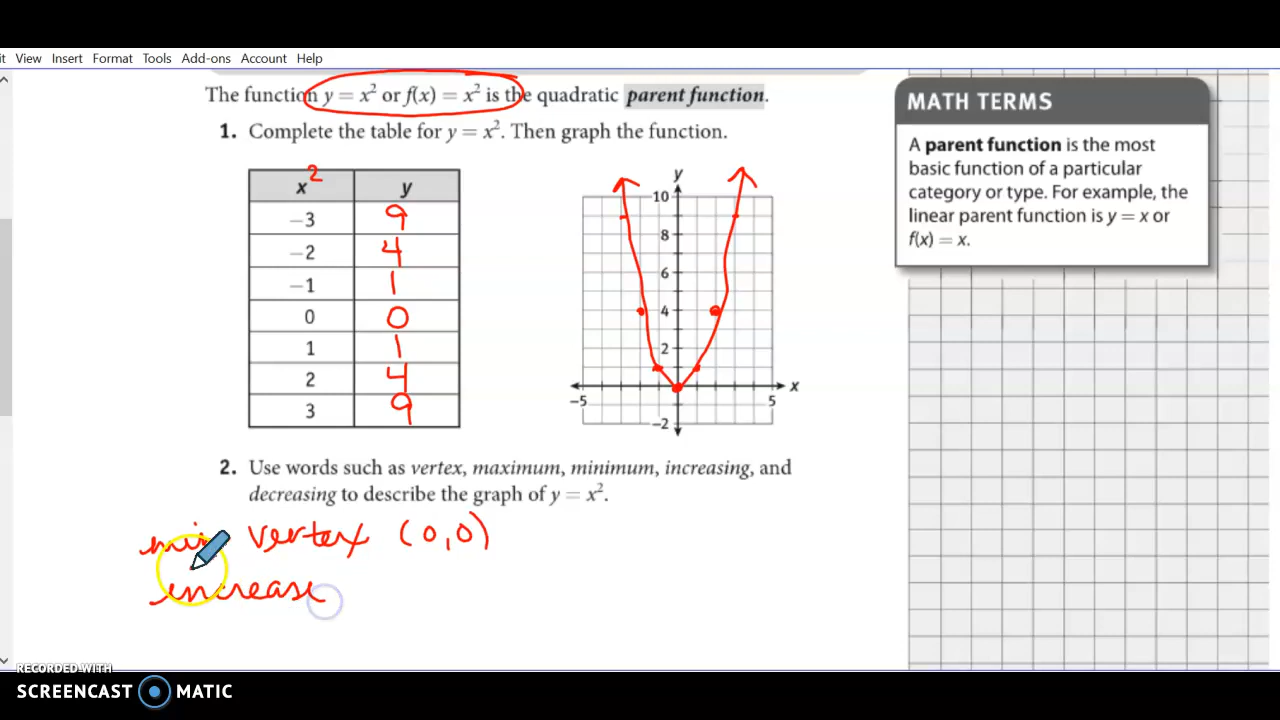 it View Insert Format Tools Add-ons Account Help
The function y = x² or f(x) = x² is the quadratic parent function.
1. Complete the table for y = x². Then graph the function.
x² y
−3 9
−2 4
−1 1
0 0
1 1
2 4
3 9
y
10
8
6
4
2
−5 5 x
−2
2. Use words such as vertex, maximum, minimum, increasing, and
decreasing to describe the graph of y = x².
min vertex (0,0)
increase
MATH TERMS
A parent function is the most
basic function of a particular
category or type. For example, the
linear parent function is y = x or
f(x) = x.
RECORDED WITH
SCREENCAST MATIC